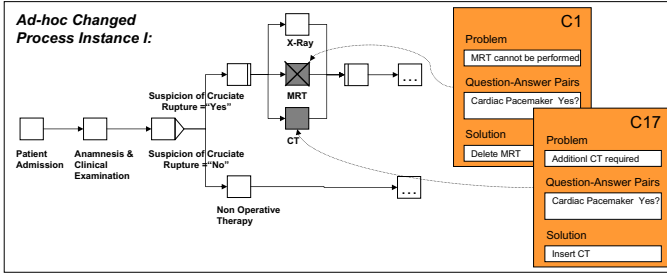 Ad-hoc Changed
Process Instance I:
X-Ray
MRT
CT
...
Suspicion of Cruciate
Rupture ="Yes"
Patient
Admission
Anamnesis &
Clinical
Examination
Suspicion of Cruciate
Rupture ="No"
Non Operative
Therapy
...
C1
Problem
MRT cannot be performed
Question-Answer Pairs
Cardiac Pacemaker Yes?
Solution
Delete MRT
C17
Problem
Additionl CT required
Question-Answer Pairs
Cardiac Pacemaker Yes?
Solution
Insert CT